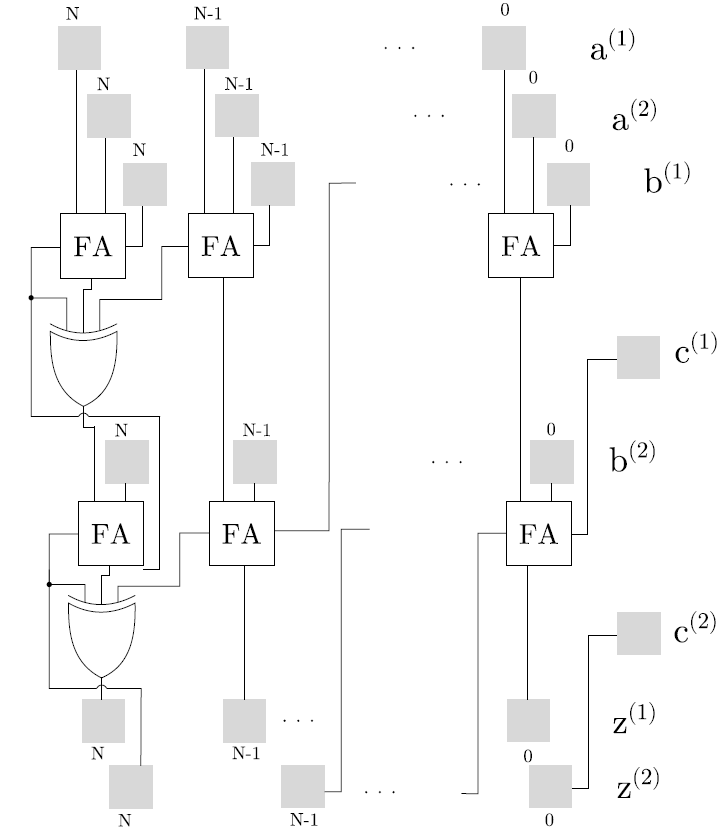 N N-1 0
. . . a(1)
N N-1 0
. . . a(2)
N N-1 0
. . . b(1)
FA FA FA
c(1)
N N-1 0
. . . b(2)
FA FA FA
c(2)
. . . z(1)
N N-1 0
. . . z(2)
N N-1 0